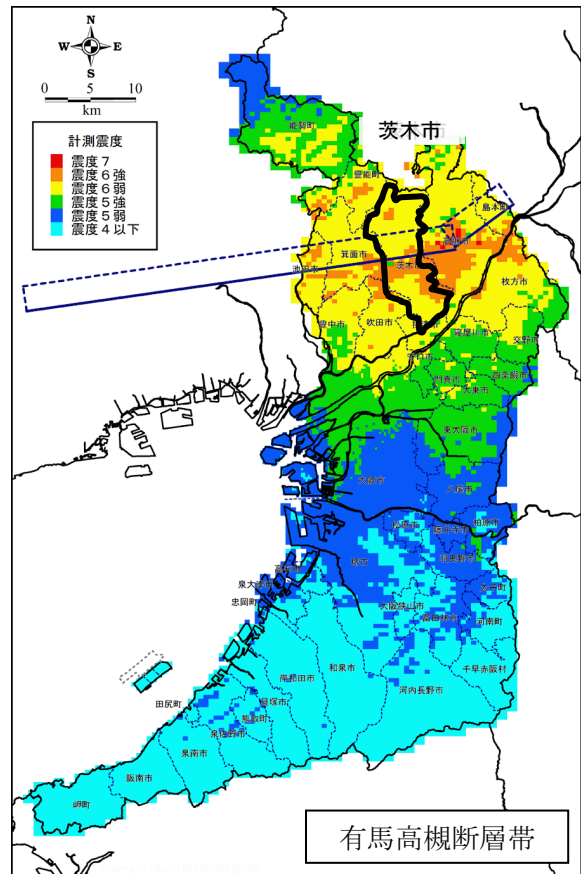 N
W E
S
0 5 10
km
計測震度
震度7
震度6強
震度6弱
震度5強
震度5弱
震度4以下
茨木市
能勢町
豊能町
島本町
高槻市
箕面市
池田市
茨木市
枚方市
豊中市
吹田市
摂津市
寝屋川市
交野市
守口市
門真市
四条畷市
大東市
東大阪市
大阪市
八尾市
松原市
柏原市
藤井寺市
羽曳野市
堺市
高石市
泉大津市
忠岡町
太子町
大阪狭山市
富田林市
河南町
和泉市
千早赤阪村
岸和田市
河内長野市
貝塚市
田尻町
熊取町
泉佐野市
泉南市
阪南市
岬町
有馬高槻断層帯